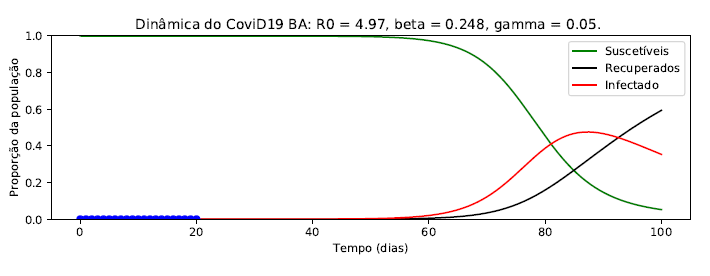 Dinâmica do CoviD19 BA: R0 = 4.97, beta = 0.248, gamma = 0.05.
Proporção da população
1.0
0.8
0.6
0.4
0.2
0.0
Suscetíveis
Recuperados
Infectado
0 20 40 60 80 100
Tempo (dias)